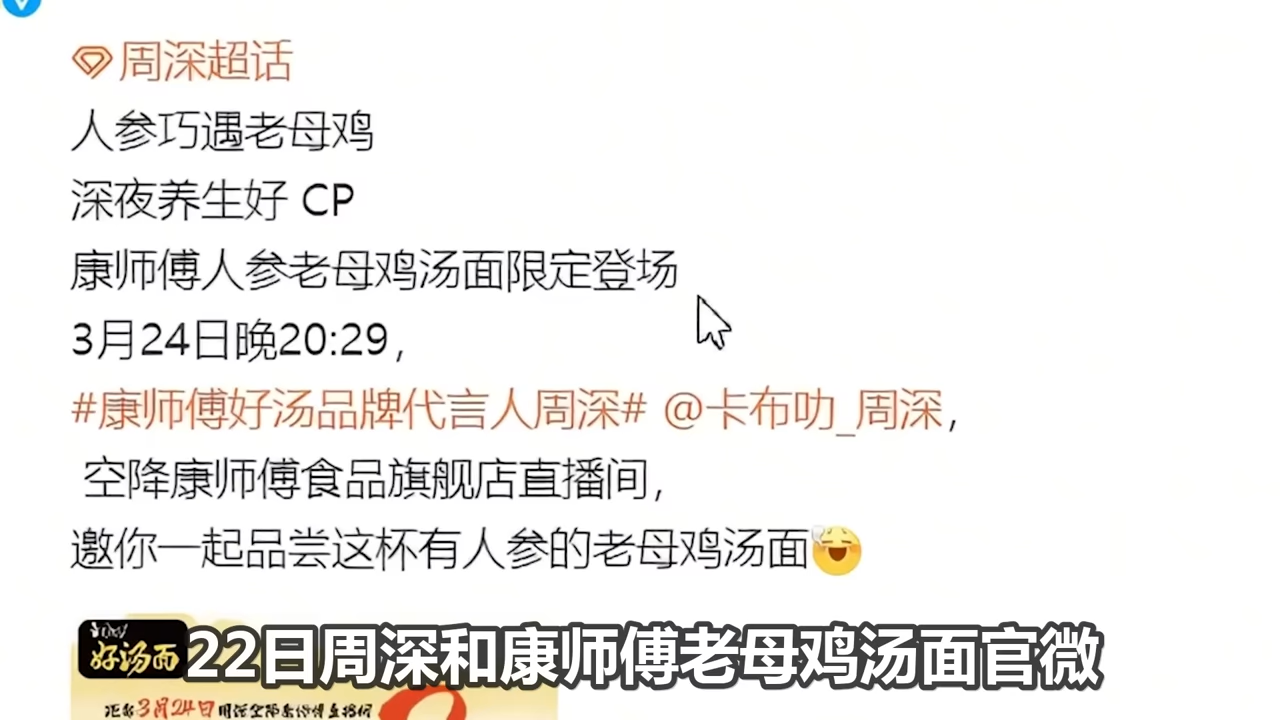 周深超话
人参巧遇老母鸡
深夜养生好 CP
康师傅人参老母鸡汤面限定登场
3月24日晚20:29，
#康师傅好汤品牌代言人周深# @卡布叻_周深，
空降康师傅食品旗舰店直播间，
邀你一起品尝这杯有人参的老母鸡汤面
好汤面
22日周深和康师傅老母鸡汤面官微
3月24日